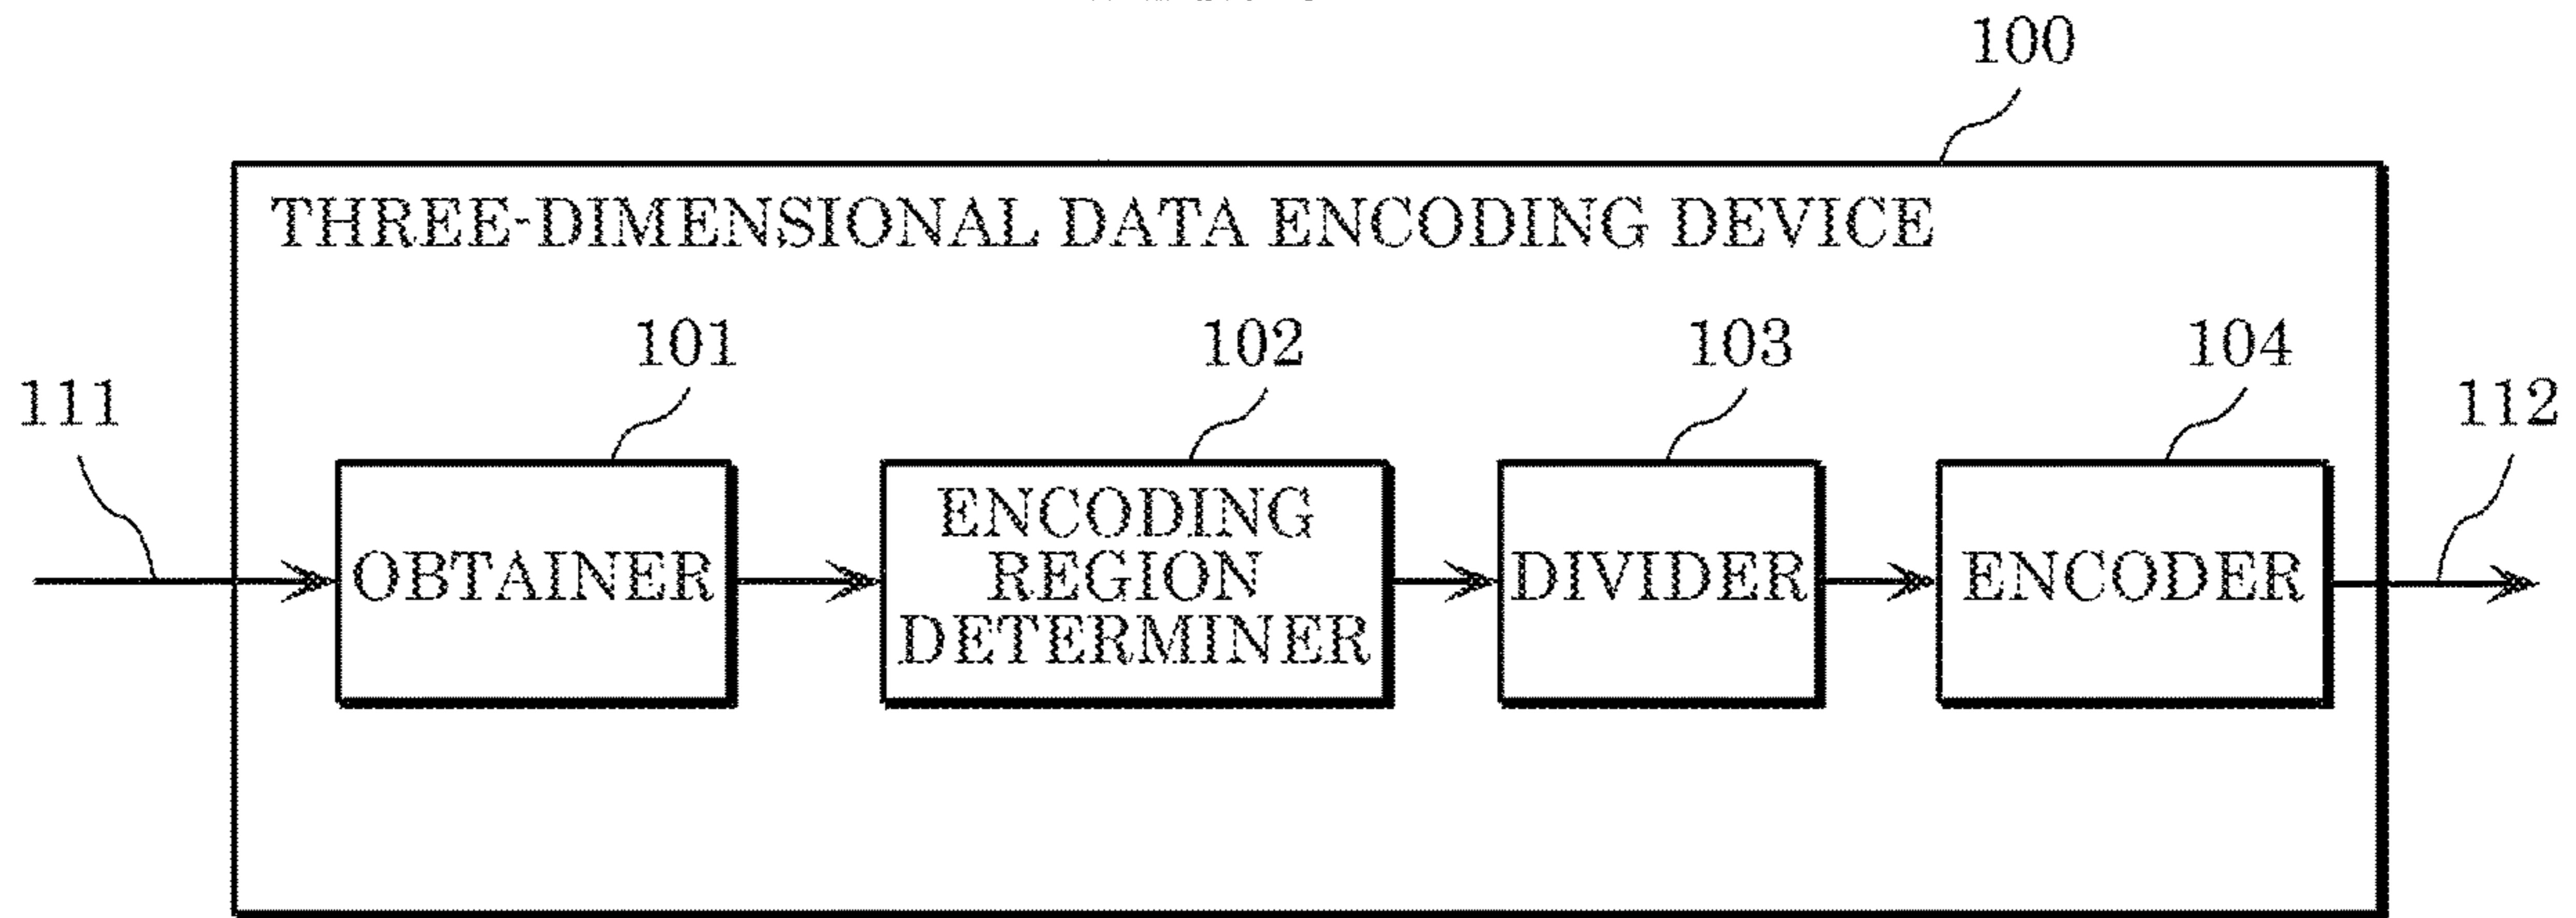 100
THREE-DIMENSIONAL DATA ENCODING DEVICE
101
102
103
104
111
112
OBTAINER
ENCODING
REGION
DETERMINER
DIVIDER
ENCODER